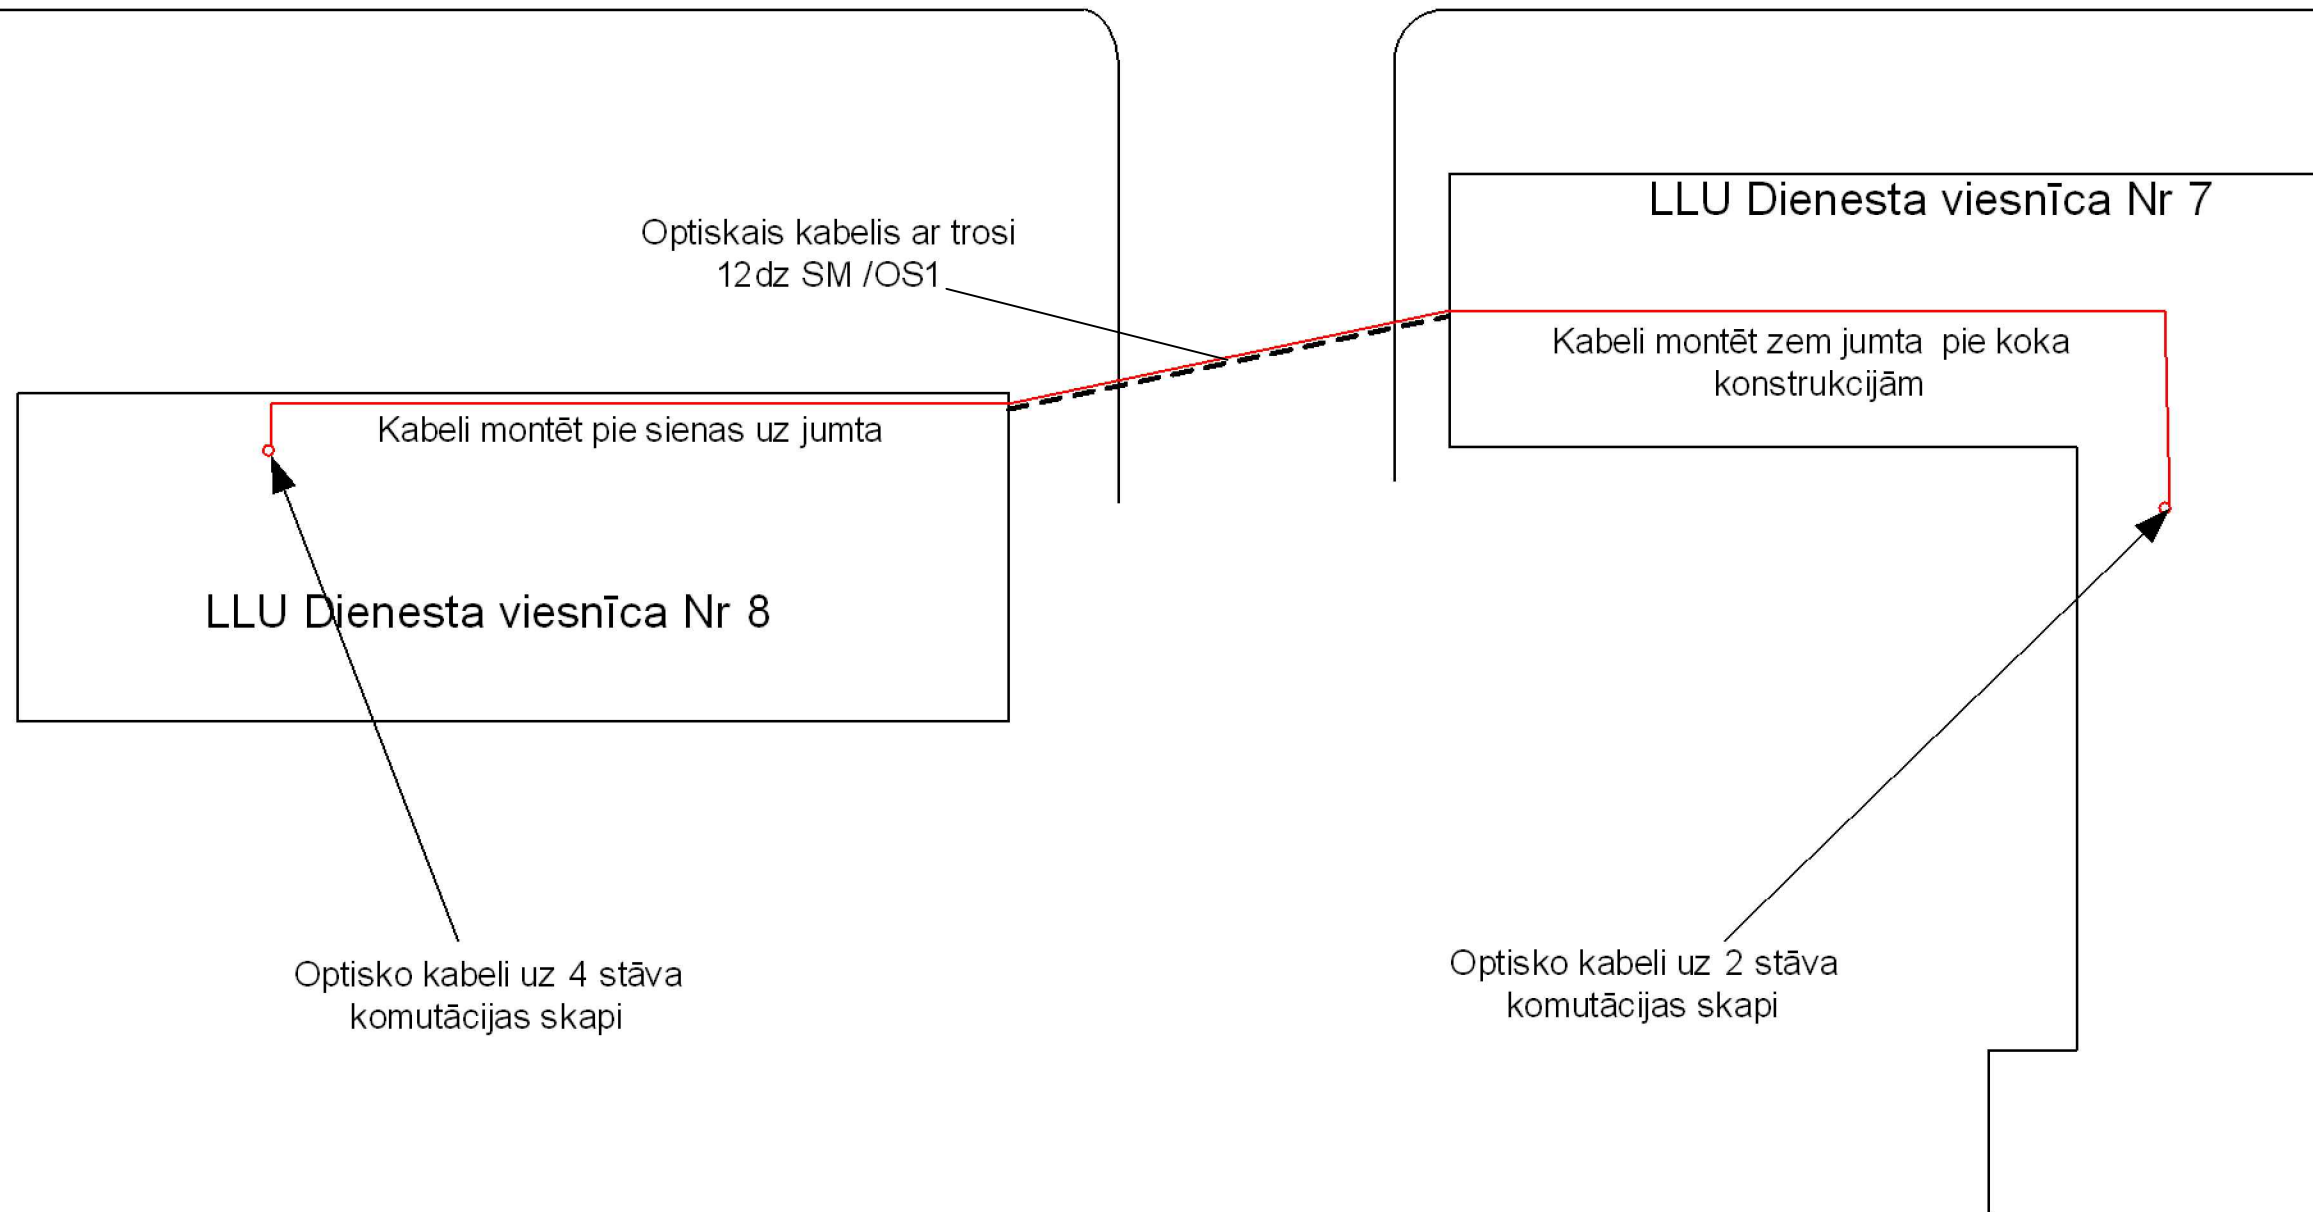 LLU Dienesta viesnīca Nr 7
Optiskais kabelis ar trosi
12dz SM /OS1
Kabeli montēt zem jumta pie koka
konstrukcijām
Kabeli montēt pie sienas uz jumta
LLU Dienesta viesnīca Nr 8
Optisko kabeli uz 4 stāva
komutācijas skapi
Optisko kabeli uz 2 stāva
komutācijas skapi